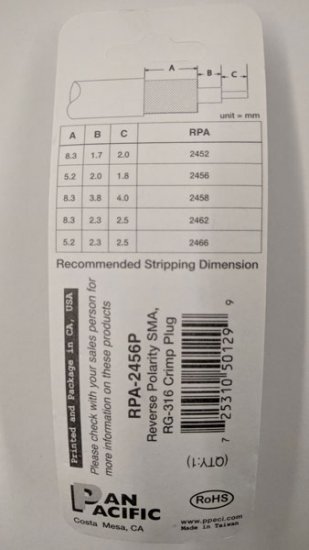 A
B
C
unit = mm
A B C RPA
8.3 1.7 2.0 2452
5.2 2.0 1.8 2456
8.3 3.8 4.0 2458
8.3 2.3 2.5 2462
5.2 2.3 2.5 2466
Recommended Stripping Dimension
Printed and Package in CA, USA
Please check with your sales person for
more information on these products
RPA-2456P
Reverse Polarity SMA,
RG-316 Crimp Plug
7 25310 50129 9
(QTY:1)
PAN
PACIFIC
Costa Mesa, CA
RoHS
www.ppeci.com
Made in Taiwan